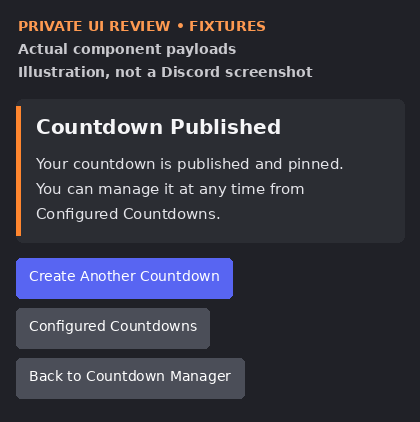 PRIVATE UI REVIEW • FIXTURES
Actual component payloads
Illustration, not a Discord screenshot
Countdown Published
Your countdown is published and pinned.
You can manage it at any time from
Configured Countdowns.
Create Another Countdown
Configured Countdowns
Back to Countdown Manager